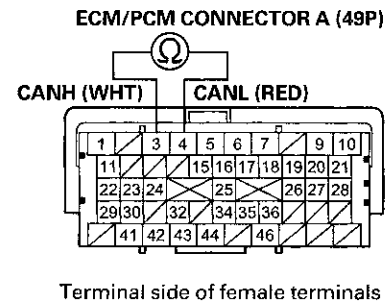 ECM/PCM CONNECTOR A (49P)
Ω
CANH (WHT) CANL (RED)
1 3 4 5 6 7 9 10
11 15 16 17 18 19 20 21
22 23 24 25 26 27 28
29 30 32 34 35 36
41 42 43 44 46
Terminal side of female terminals